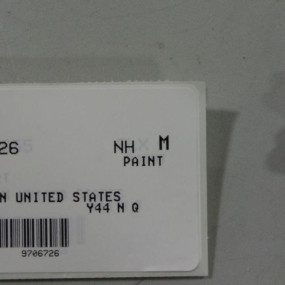 26 NH M
PAINT
N UNITED STATES
Y44 N Q
9706726